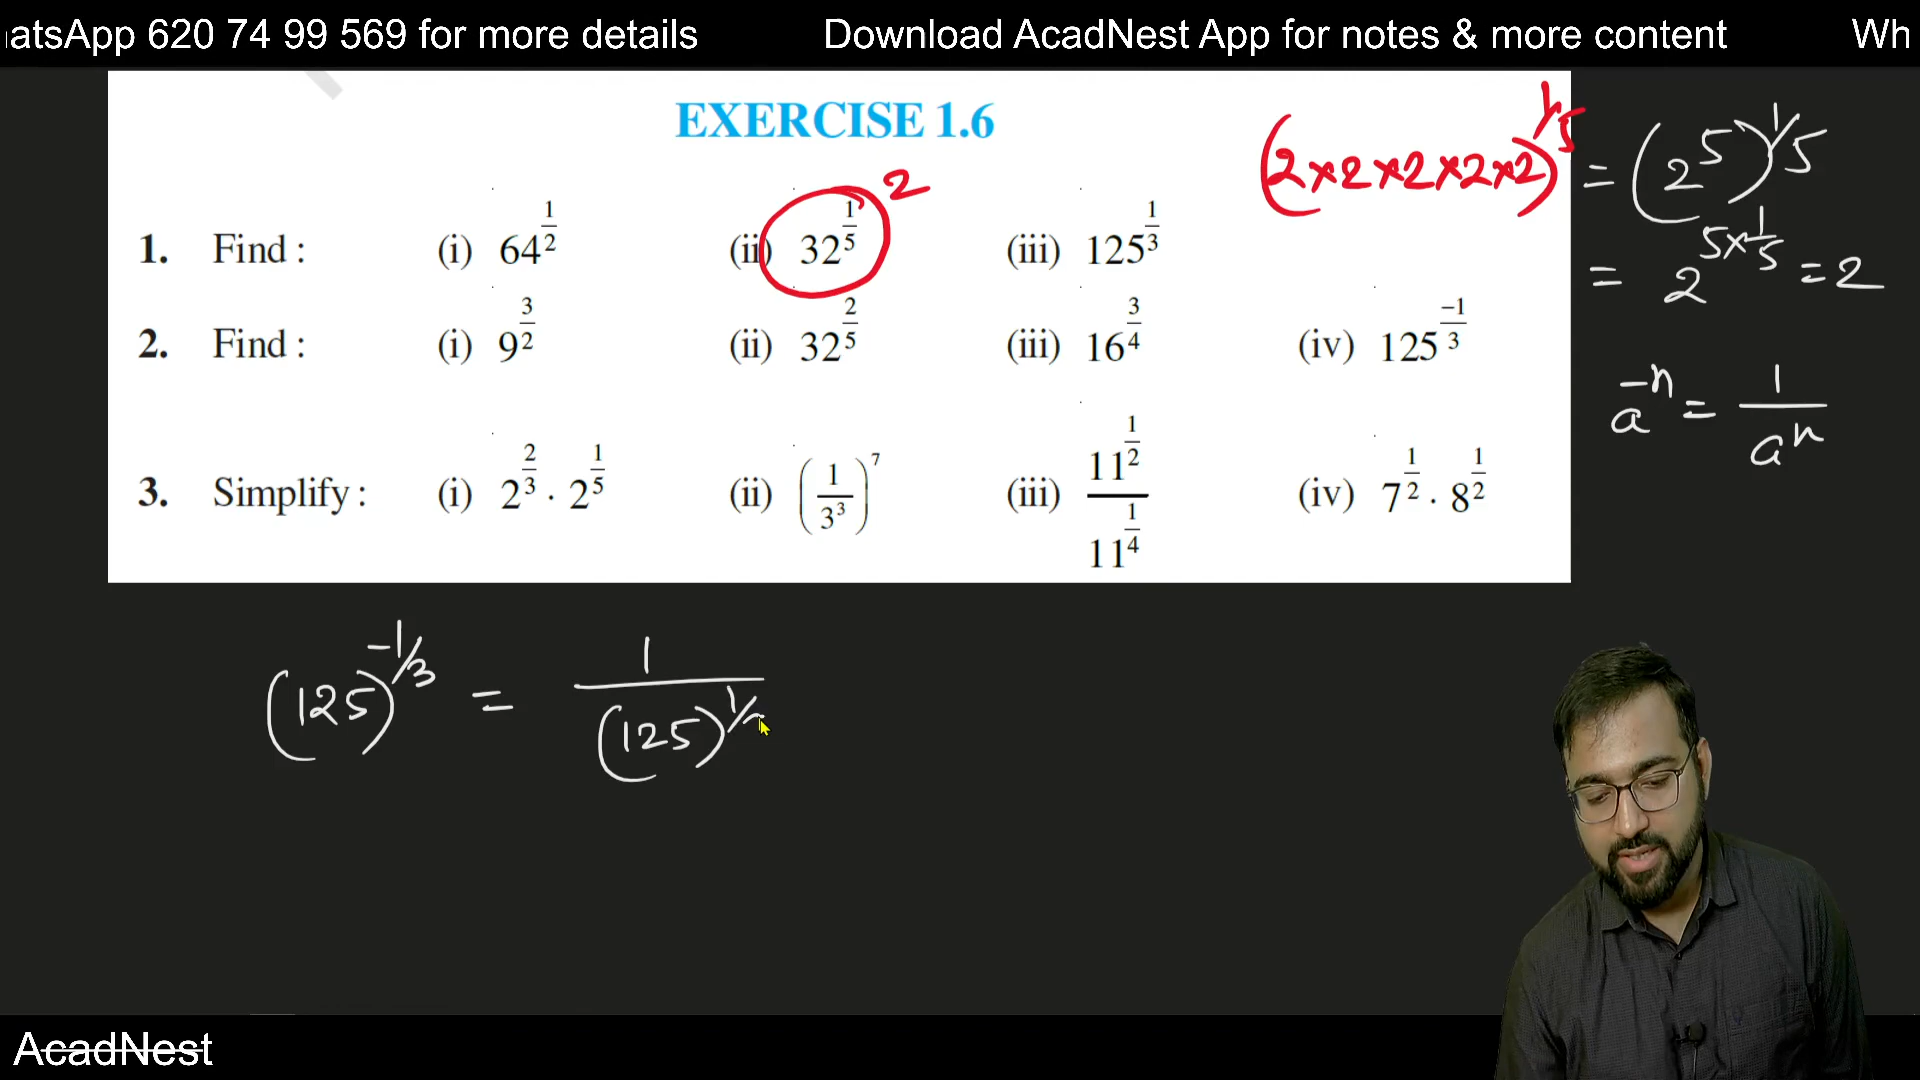 atsApp 620 74 99 569 for more details Download AcadNest App for notes & more content Wh
EXERCISE 1.6
(2×2×2×2×2)^1/5 = (2^5)^1/5
= 2^5×1/5 = 2
2
1. Find : (i) 64^1/2 (ii) 32^1/5 (iii) 125^1/3
2. Find : (i) 9^3/2 (ii) 32^2/5 (iii) 16^3/4 (iv) 125^-1/3
a^-n = 1/a^n
3. Simplify : (i) 2^2/3 · 2^1/5 (ii) (1/3^3)^7 (iii) 11^1/2 / 11^1/4 (iv) 7^1/2 · 8^1/2
(125)^-1/3 = 1/(125)^1/
AcadNest